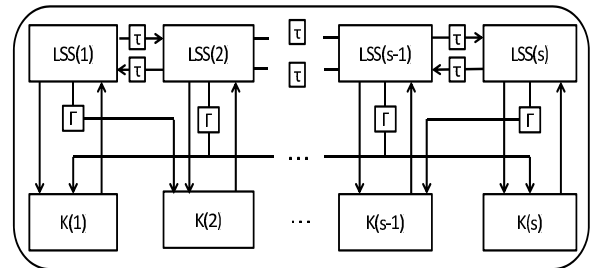 LSS(1) τ τ LSS(2) τ τ LSS(s-1) τ τ LSS(s)
Γ Γ Γ Γ
...
K(1) K(2) ... K(s-1) K(s)